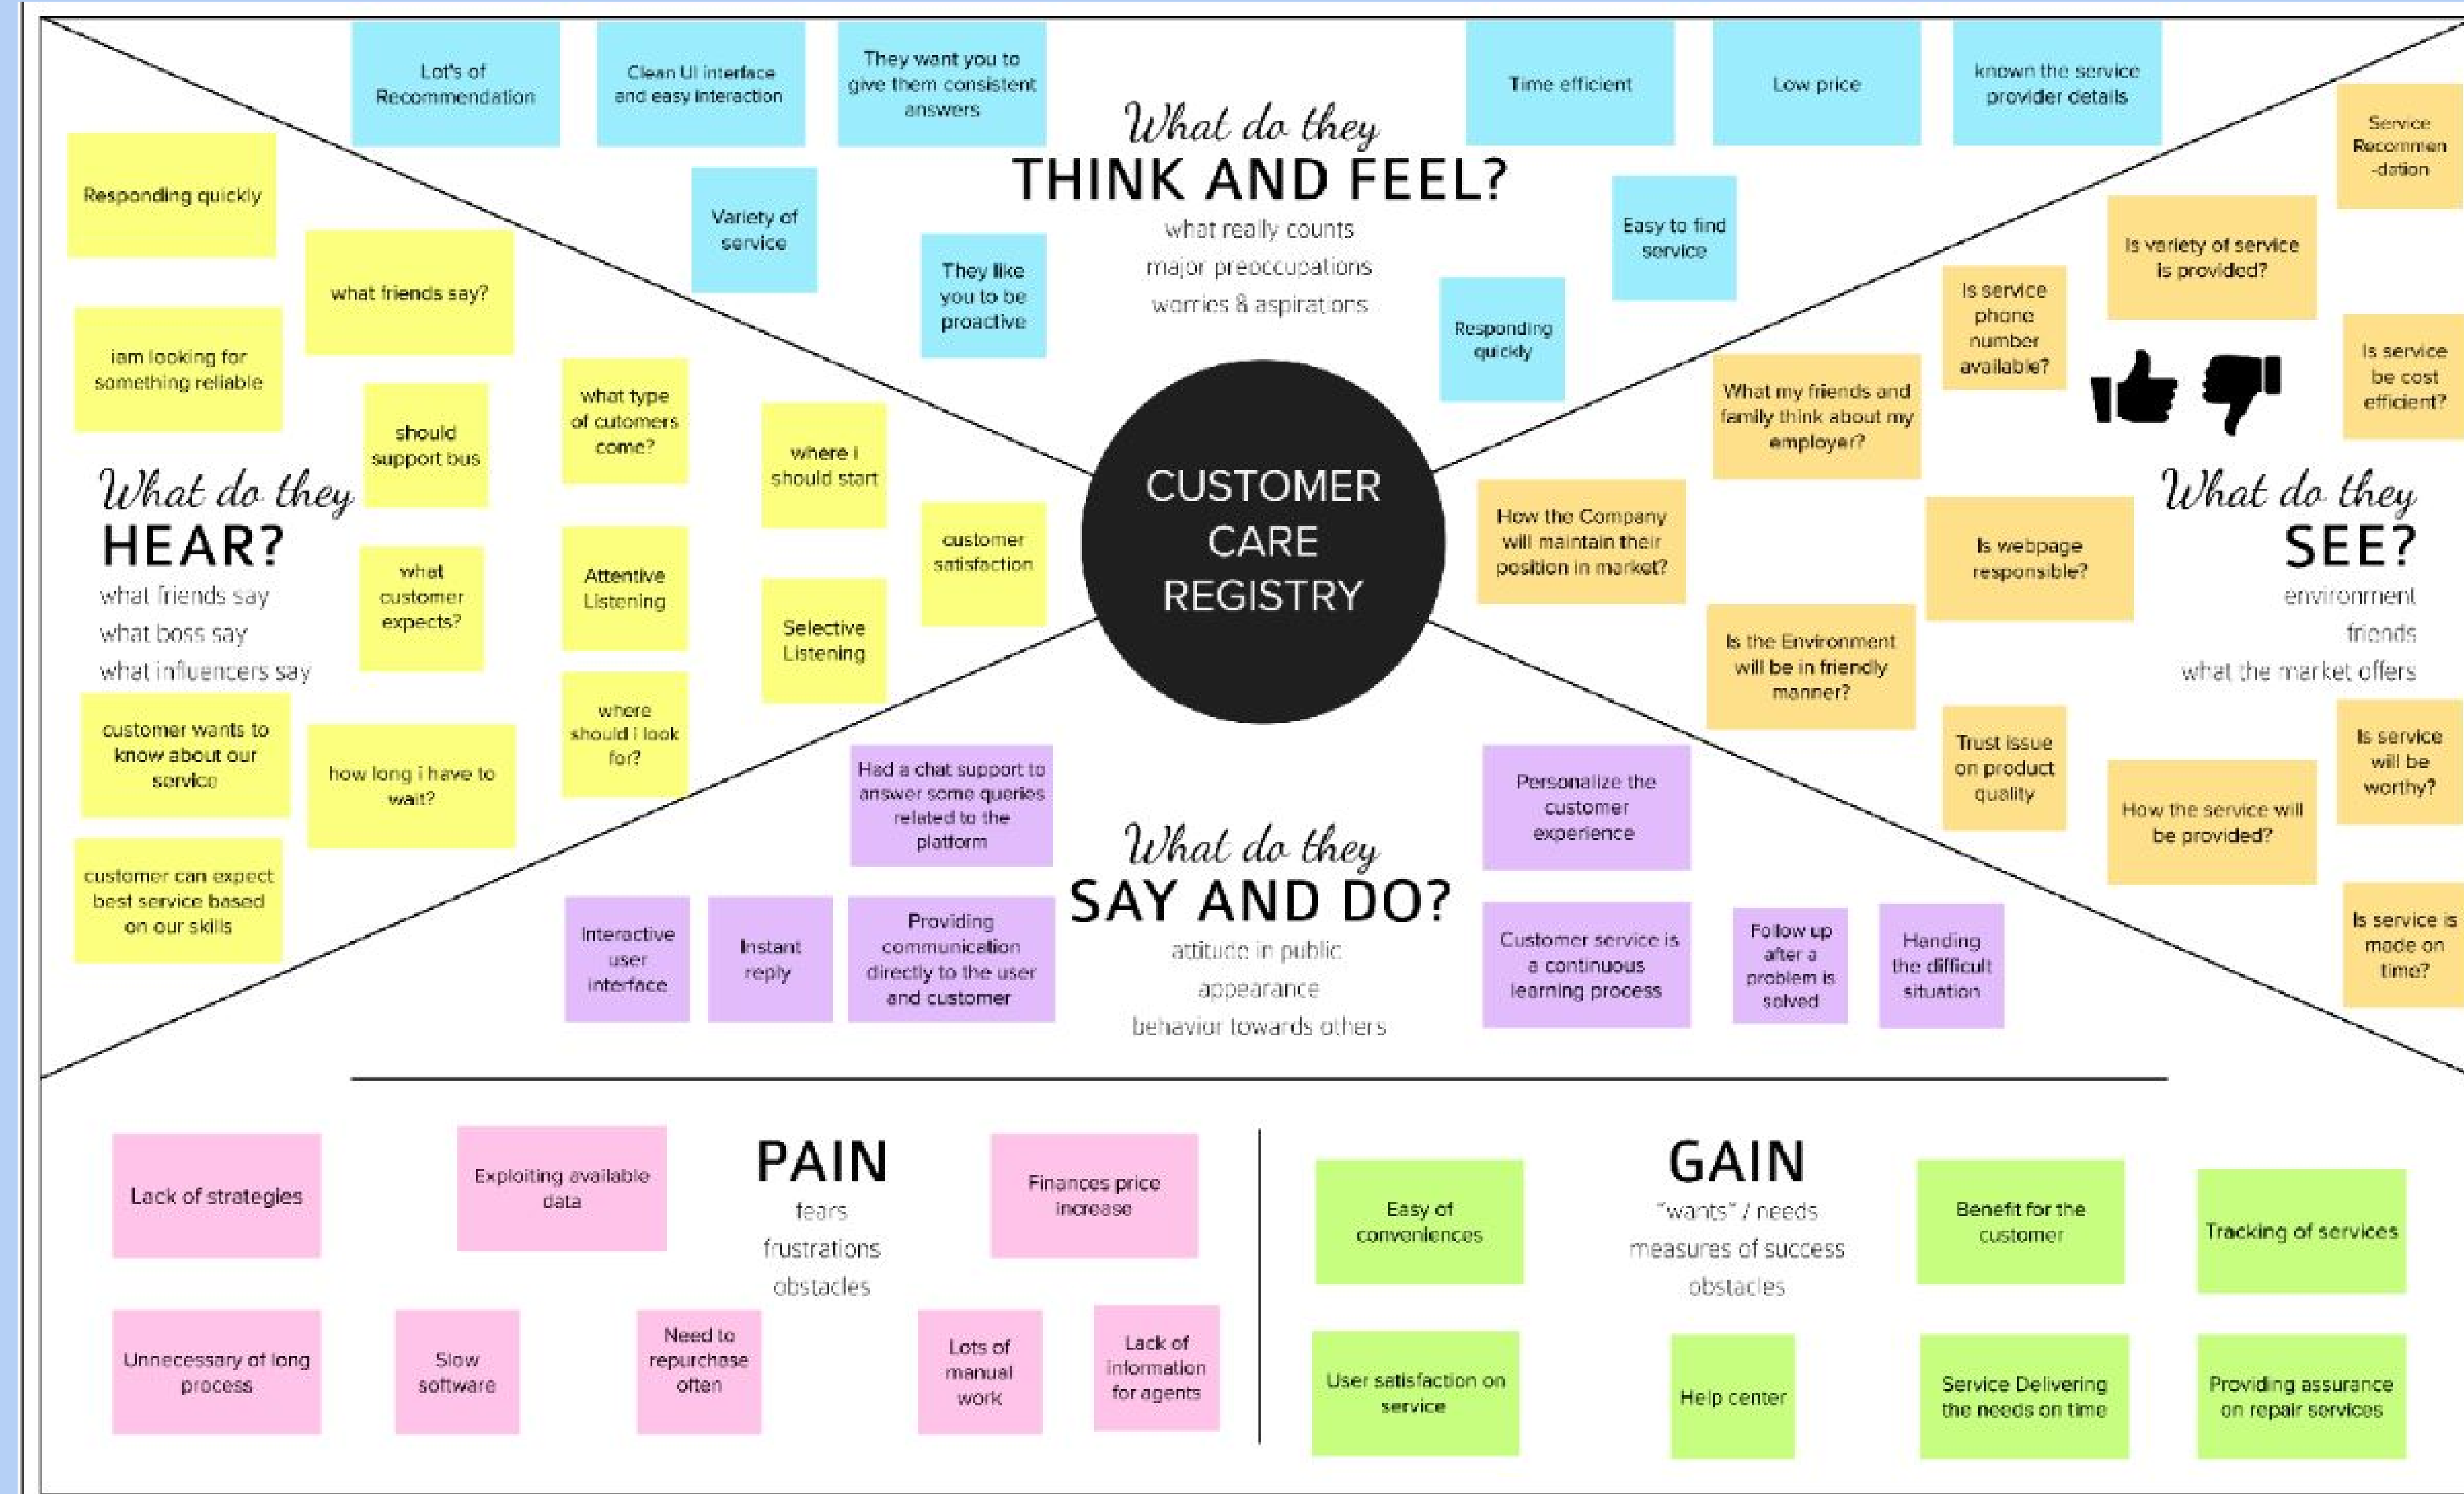 Lot's of
Recommendation
Clean UI interface
and easy interaction
They want you to
give them consistent
answers
Time efficient
Low price
known the service
provider details
Variety of
service
They like
you to be
proactive
What do they
THINK AND FEEL?
what really counts
major preoccupations
worries & aspirations
Easy to find
service
Responding
quickly
Responding quickly
what friends say?
iam looking for
something reliable
should
support bus
what type
of cutomers
come?
where i
should start
customer
satisfaction
What do they
HEAR?
what friends say
what boss say
what influencers say
what
customer
expects?
Attentive
Listening
Selective
Listening
where
should i look
for?
customer wants to
know about our
service
how long i have to
wait?
customer can expect
best service based
on our skills
CUSTOMER
CARE
REGISTRY
Service
Recommen
-dation
Is variety of service
is provided?
Is service
phone
number
available?
Is service
be cost
efficient?
What my friends and
family think about my
employer?
How the Company
will maintain their
position in market?
Is webpage
responsible?
What do they
SEE?
environment
friends
what the market offers
Is the Environment
will be in friendly
manner?
Trust issue
on product
quality
How the service will
be provided?
Is service
will be
worthy?
Is service is
made on
time?
Had a chat support to
answer some queries
related to the
platform
Interactive
user
interface
Instant
reply
Providing
communication
directly to the user
and customer
What do they
SAY AND DO?
attitude in public
appearance
behavior towards others
Personalize the
customer
experience
Customer service is
a continuous
learning process
Follow up
after a
problem is
solved
Handing
the difficult
situation
PAIN
fears
frustrations
obstacles
Lack of strategies
Exploiting available
data
Finances price
increase
Unnecessary of long
process
Slow
software
Need to
repurchase
often
Lots of
manual
work
Lack of
information
for agents
GAIN
"wants" / needs
measures of success
obstacles
Easy of
conveniences
Benefit for the
customer
Tracking of services
User satisfaction on
service
Help center
Service Delivering
the needs on time
Providing assurance
on repair services